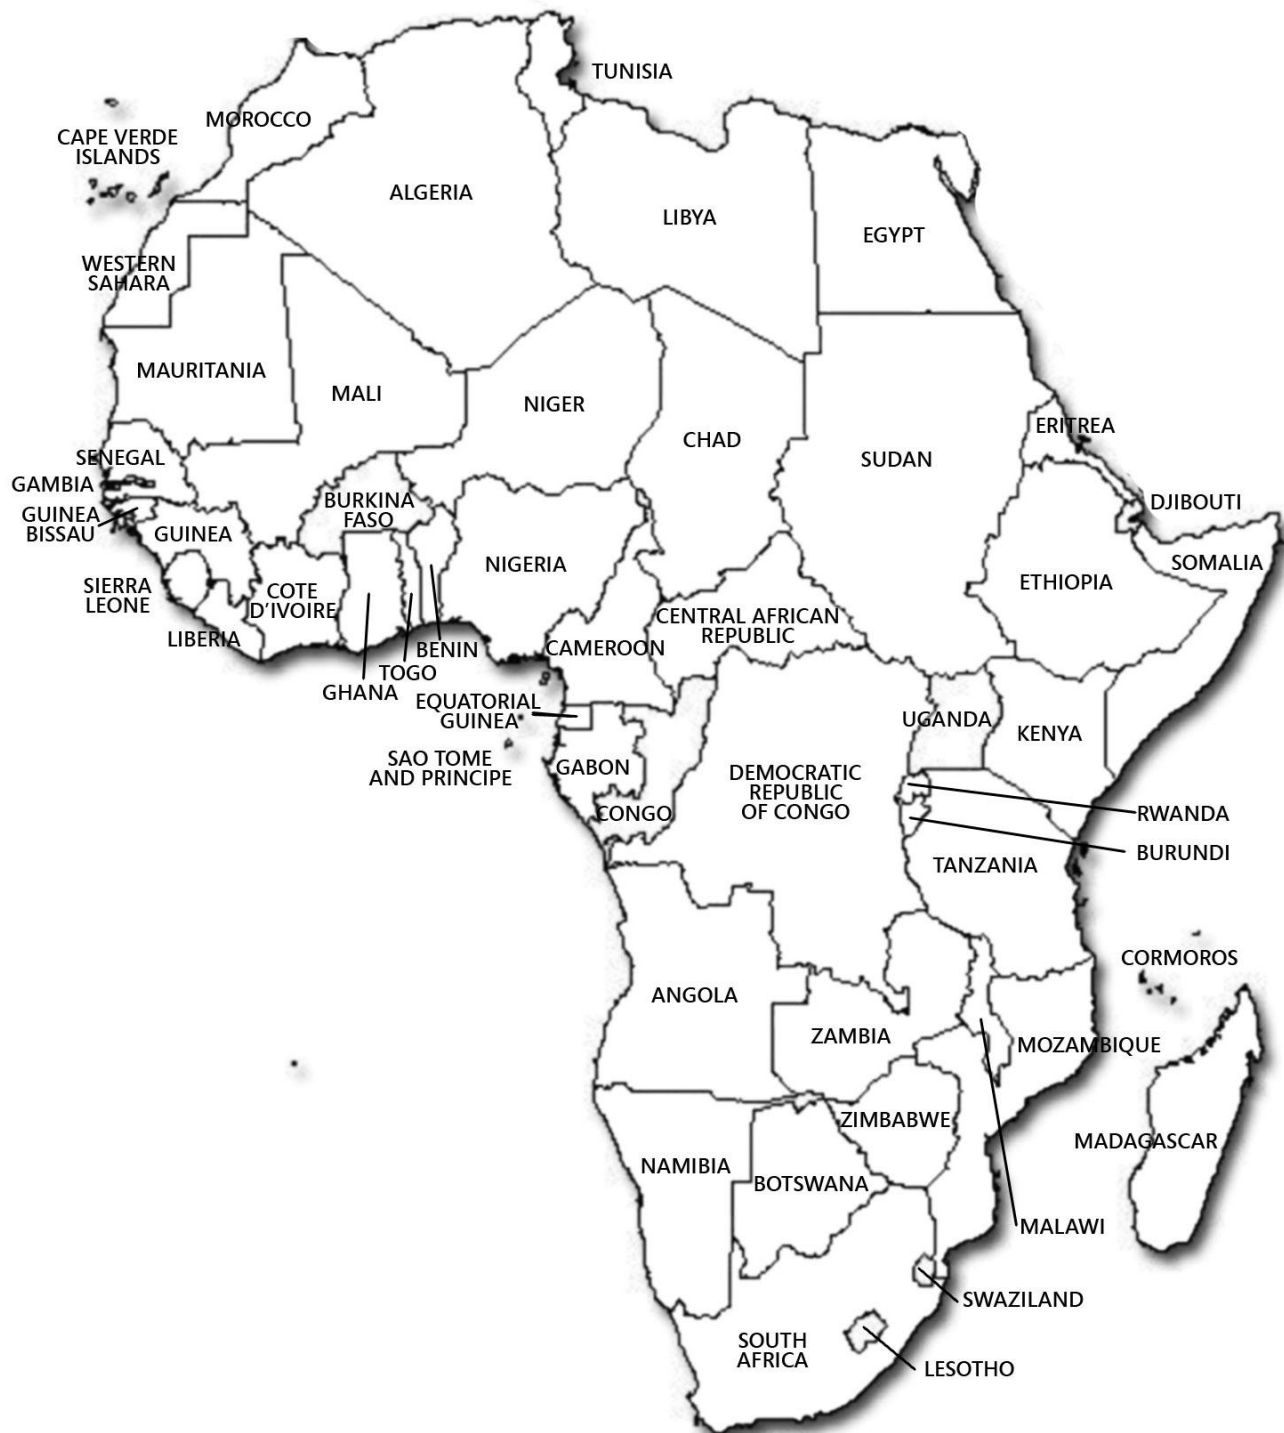 TUNISIA
MOROCCO
CAPE VERDE
ISLANDS
ALGERIA
LIBYA
EGYPT
WESTERN
SAHARA
MAURITANIA
MALI
NIGER
CHAD
SUDAN
ERITREA
SENEGAL
GAMBIA
GUINEA
BISSAU
GUINEA
BURKINA
FASO
NIGERIA
DJIBOUTI
SOMALIA
ETHIOPIA
SIERRA
LEONE
COTE
D'IVOIRE
LIBERIA
CENTRAL AFRICAN
REPUBLIC
BENIN
CAMEROON
TOGO
GHANA
EQUATORIAL
GUINEA
UGANDA
KENYA
SAO TOME
AND PRINCIPE
GABON
DEMOCRATIC
REPUBLIC
OF CONGO
CONGO
RWANDA
BURUNDI
TANZANIA
CORMOROS
ANGOLA
ZAMBIA
MOZAMBIQUE
ZIMBABWE
MADAGASCAR
NAMIBIA
BOTSWANA
MALAWI
SWAZILAND
SOUTH
AFRICA
LESOTHO